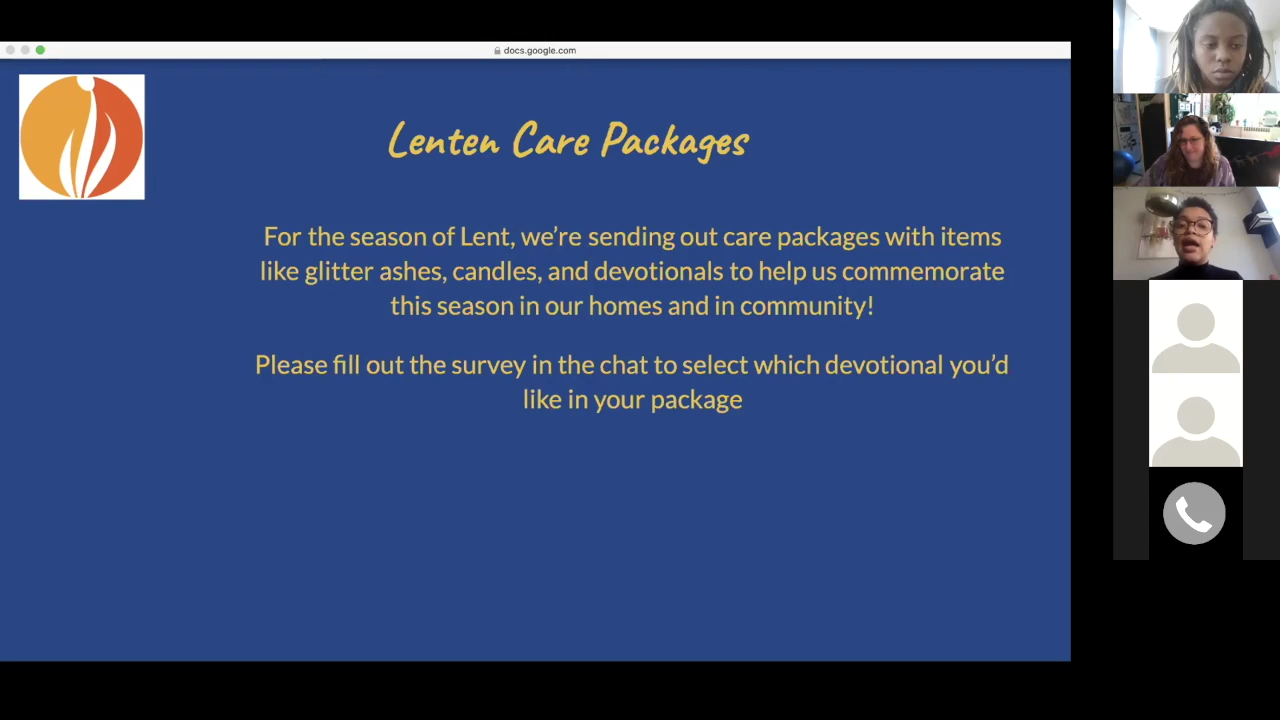 docs.google.com
Lenten Care Packages
For the season of Lent, we’re sending out care packages with items
like glitter ashes, candles, and devotionals to help us commemorate
this season in our homes and in community!
Please fill out the survey in the chat to select which devotional you’d
like in your package